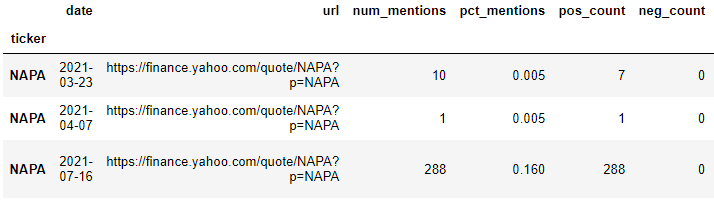 date url num_mentions pct_mentions pos_count neg_count
ticker
NAPA 2021-03-23 https://finance.yahoo.com/quote/NAPA?p=NAPA 10 0.005 7 0
NAPA 2021-04-07 https://finance.yahoo.com/quote/NAPA?p=NAPA 1 0.005 1 0
NAPA 2021-07-16 https://finance.yahoo.com/quote/NAPA?p=NAPA 288 0.160 288 0